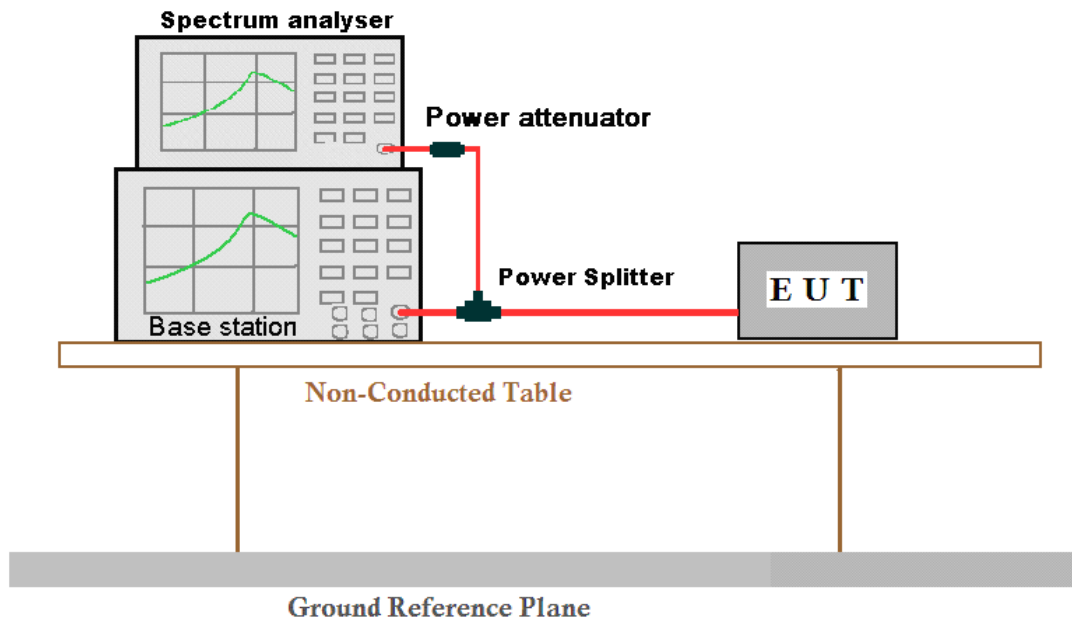 Spectrum analyser
Power attenuator
Power Splitter
E U T
Base station
Non-Conducted Table
Ground Reference Plane